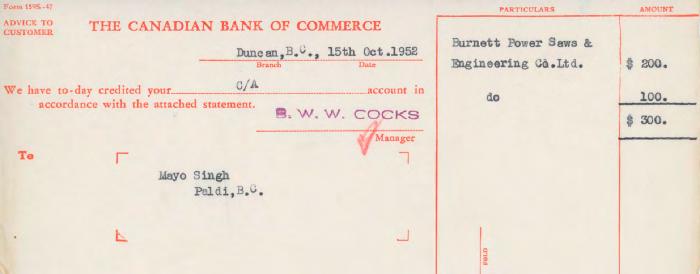 Form 159S.-47
ADVICE TO
CUSTOMER
THE CANADIAN BANK OF COMMERCE
Duncan, B.C., 15th Oct.1952
Branch Date
We have to-day credited your C/A account in
accordance with the attached statement.
B. W. W. COCKS
Manager
To
Mayo Singh
Paldi, B.C.
PARTICULARS AMOUNT
Burnett Power Saws &
Engineering Co.Ltd. $ 200.
do 100.
$ 300.
FOLD